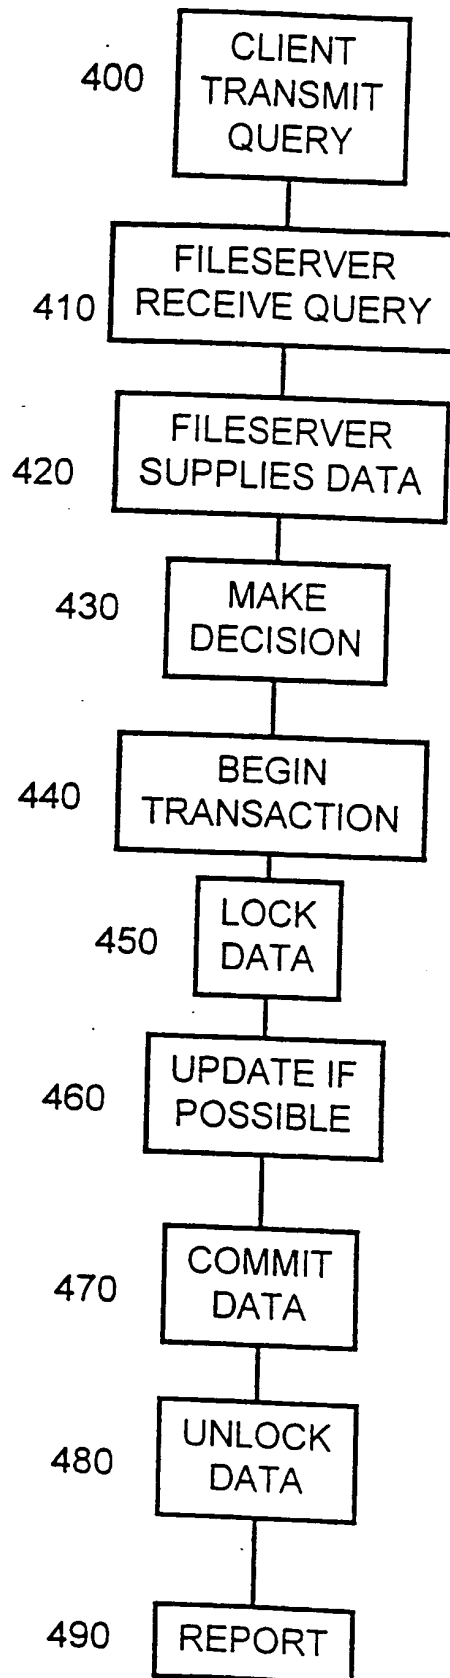 400
CLIENT
TRANSMIT
QUERY
410
FILESERVER
RECEIVE QUERY
420
FILESERVER
SUPPLIES DATA
430
MAKE
DECISION
440
BEGIN
TRANSACTION
450
LOCK
DATA
460
UPDATE IF
POSSIBLE
470
COMMIT
DATA
480
UNLOCK
DATA
490
REPORT